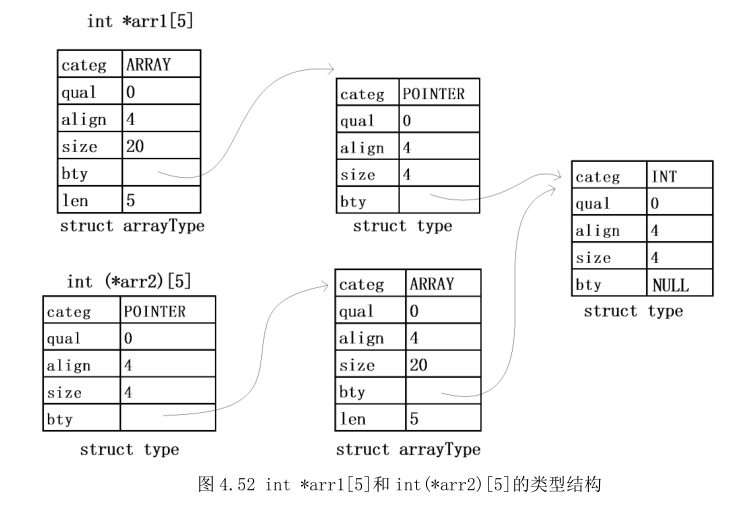 int *arr1[5]
categ ARRAY
qual 0
align 4
size 20
bty
len 5
struct arrayType
categ POINTER
qual 0
align 4
size 4
bty
struct type
categ INT
qual 0
align 4
size 4
bty NULL
struct type
int (*arr2)[5]
categ POINTER
qual 0
align 4
size 4
bty
struct type
categ ARRAY
qual 0
align 4
size 20
bty
len 5
struct arrayType
图 4.52 int *arr1[5]和 int(*arr2)[5]的类型结构